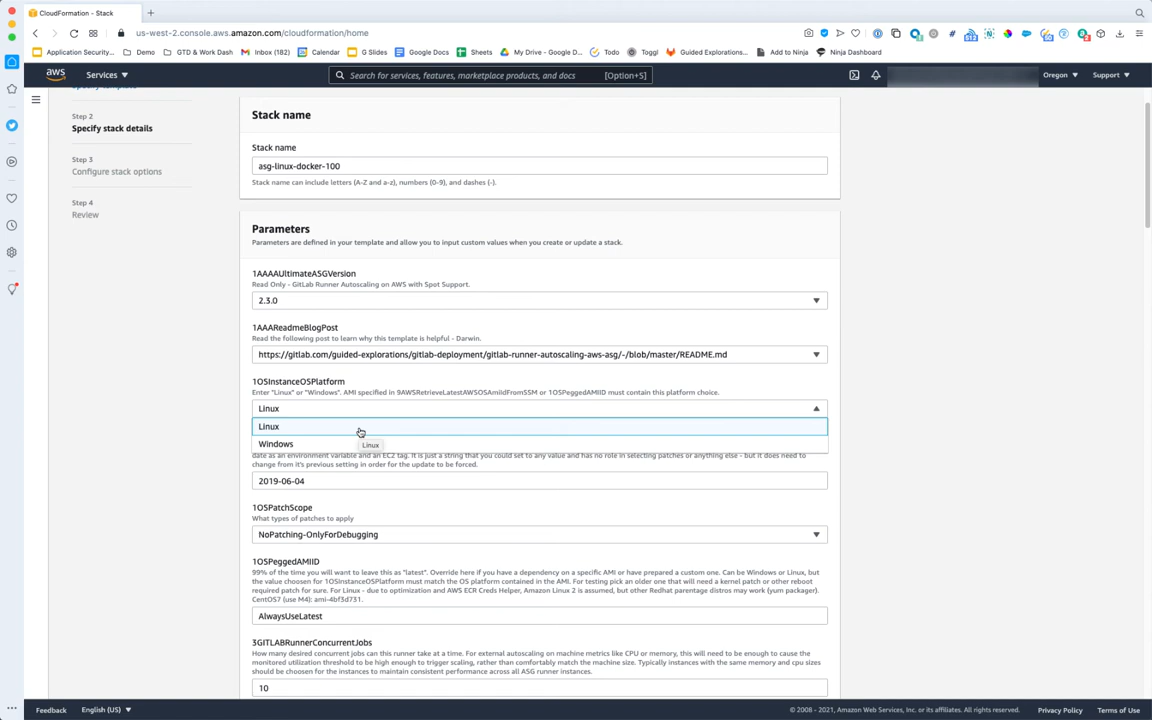 CloudFormation - Stack
us-west-2.console.aws.amazon.com/cloudformation/home
Application Security... Demo GTD & Work Dash Inbox (182) Calendar G Slides Google Docs Sheets My Drive - Google D... Todo Toggl Guided Explorations... Add to Ninja Ninja Dashboard
aws Services Search for services, features, marketplace products, and docs [Option+S] Oregon Support
Step 2
Specify stack details
Step 3
Configure stack options
Step 4
Review
Stack name
Stack name
asg-linux-docker-100
Stack name can include letters (A-Z and a-z), numbers (0-9), and dashes (-).
Parameters
Parameters are defined in your template and allow you to input custom values when you create or update a stack.
1AAAAUltimateASGVersion
Read Only - GitLab Runner Autoscaling on AWS with Spot Support.
2.3.0
1AAAReadmeBlogPost
Read the following post to learn why this template is helpful - Darwin.
https://gitlab.com/guided-explorations/gitlab-deployment/gitlab-runner-autoscaling-aws-asg/-/blob/master/README.md
1OSInstanceOSPlatform
Enter "Linux" or "Windows". AMI specified in 9AWSRetrieveLatestAWSOSAmiIdFromSSM or 1OSPeggedAMIID must contain this platform choice.
Linux
Linux
Windows
Linux
date as an environment variable and an EC2 tag. It is just a string that you could set to any value and has no role in selecting patches or anything else - but it does need to
change from it's previous setting in order for the update to be forced.
2019-06-04
1OSPatchScope
What types of patches to apply
NoPatching-OnlyForDebugging
1OSPeggedAMIID
99% of the time you will want to leave this as "latest". Override here if you have a dependency on a specific AMI or have prepared a custom one. Can be Windows or Linux, but
the value choosen for 1OSInstanceOSPlatform must match the OS platform contained in the AMI. For testing pick an older one that will need a kernel patch or other reboot
required patch for sure. For Linux - due to optimization and AWS ECR Creds Helper, Amazon Linux 2 is assumed, but other Redhat parentage distros may work (yum packager).
CentOS7 (use M4): ami-4bf3d731.
AlwaysUseLatest
3GITLABRunnerConcurrentJobs
How many desired concurrent jobs can this runner take at a time. For external autoscaling on machine metrics like CPU or memory, this will need to be enough to cause the
monitored utilization threshold to be high enough to trigger scaling, rather than comfortably match the machine size. Typically instances with the same memory and cpu sizes
should be choosen for the instances to maintain consistent performance across all ASG runner instances.
10
Feedback English (US) © 2008 - 2021, Amazon Web Services, Inc. or its affiliates. All rights reserved. Privacy Policy Terms of Use